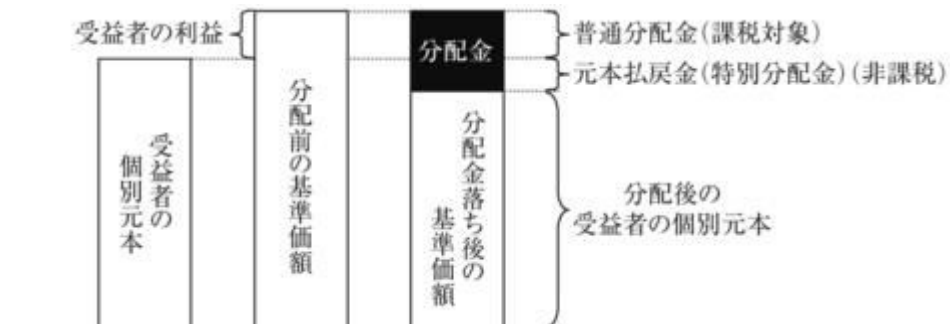 受益者の利益
分配金
普通分配金(課税対象)
元本払戻金(特別分配金)(非課税)
受益者の
個別元本
分配前の基準価額
分配金落ち後の
基準価額
分配後の
受益者の個別元本